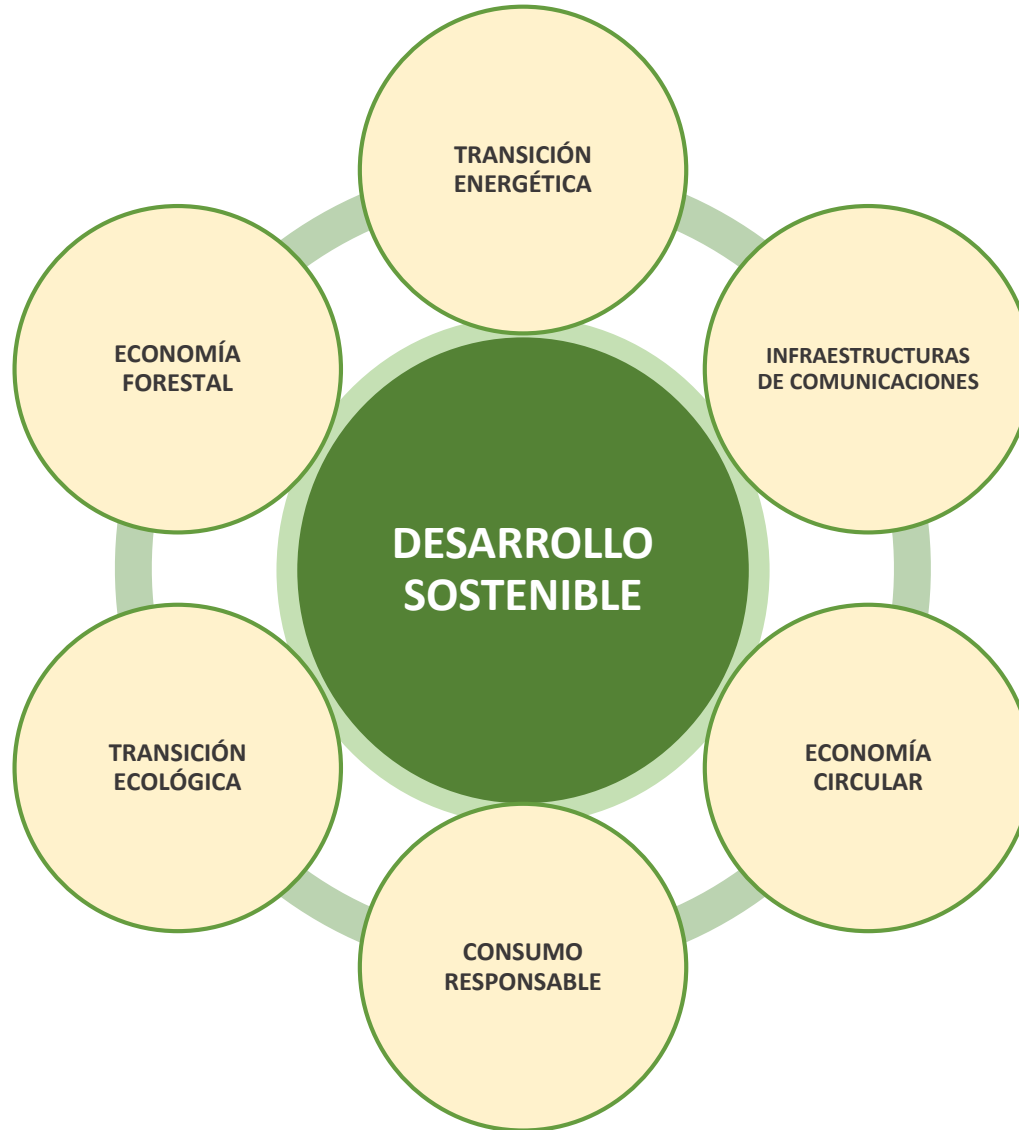 TRANSICIÓN
ENERGÉTICA
INFRAESTRUCTURAS
DE COMUNICACIONES
ECONOMÍA
CIRCULAR
CONSUMO
RESPONSABLE
TRANSICIÓN
ECOLÓGICA
ECONOMÍA
FORESTAL
DESARROLLO
SOSTENIBLE